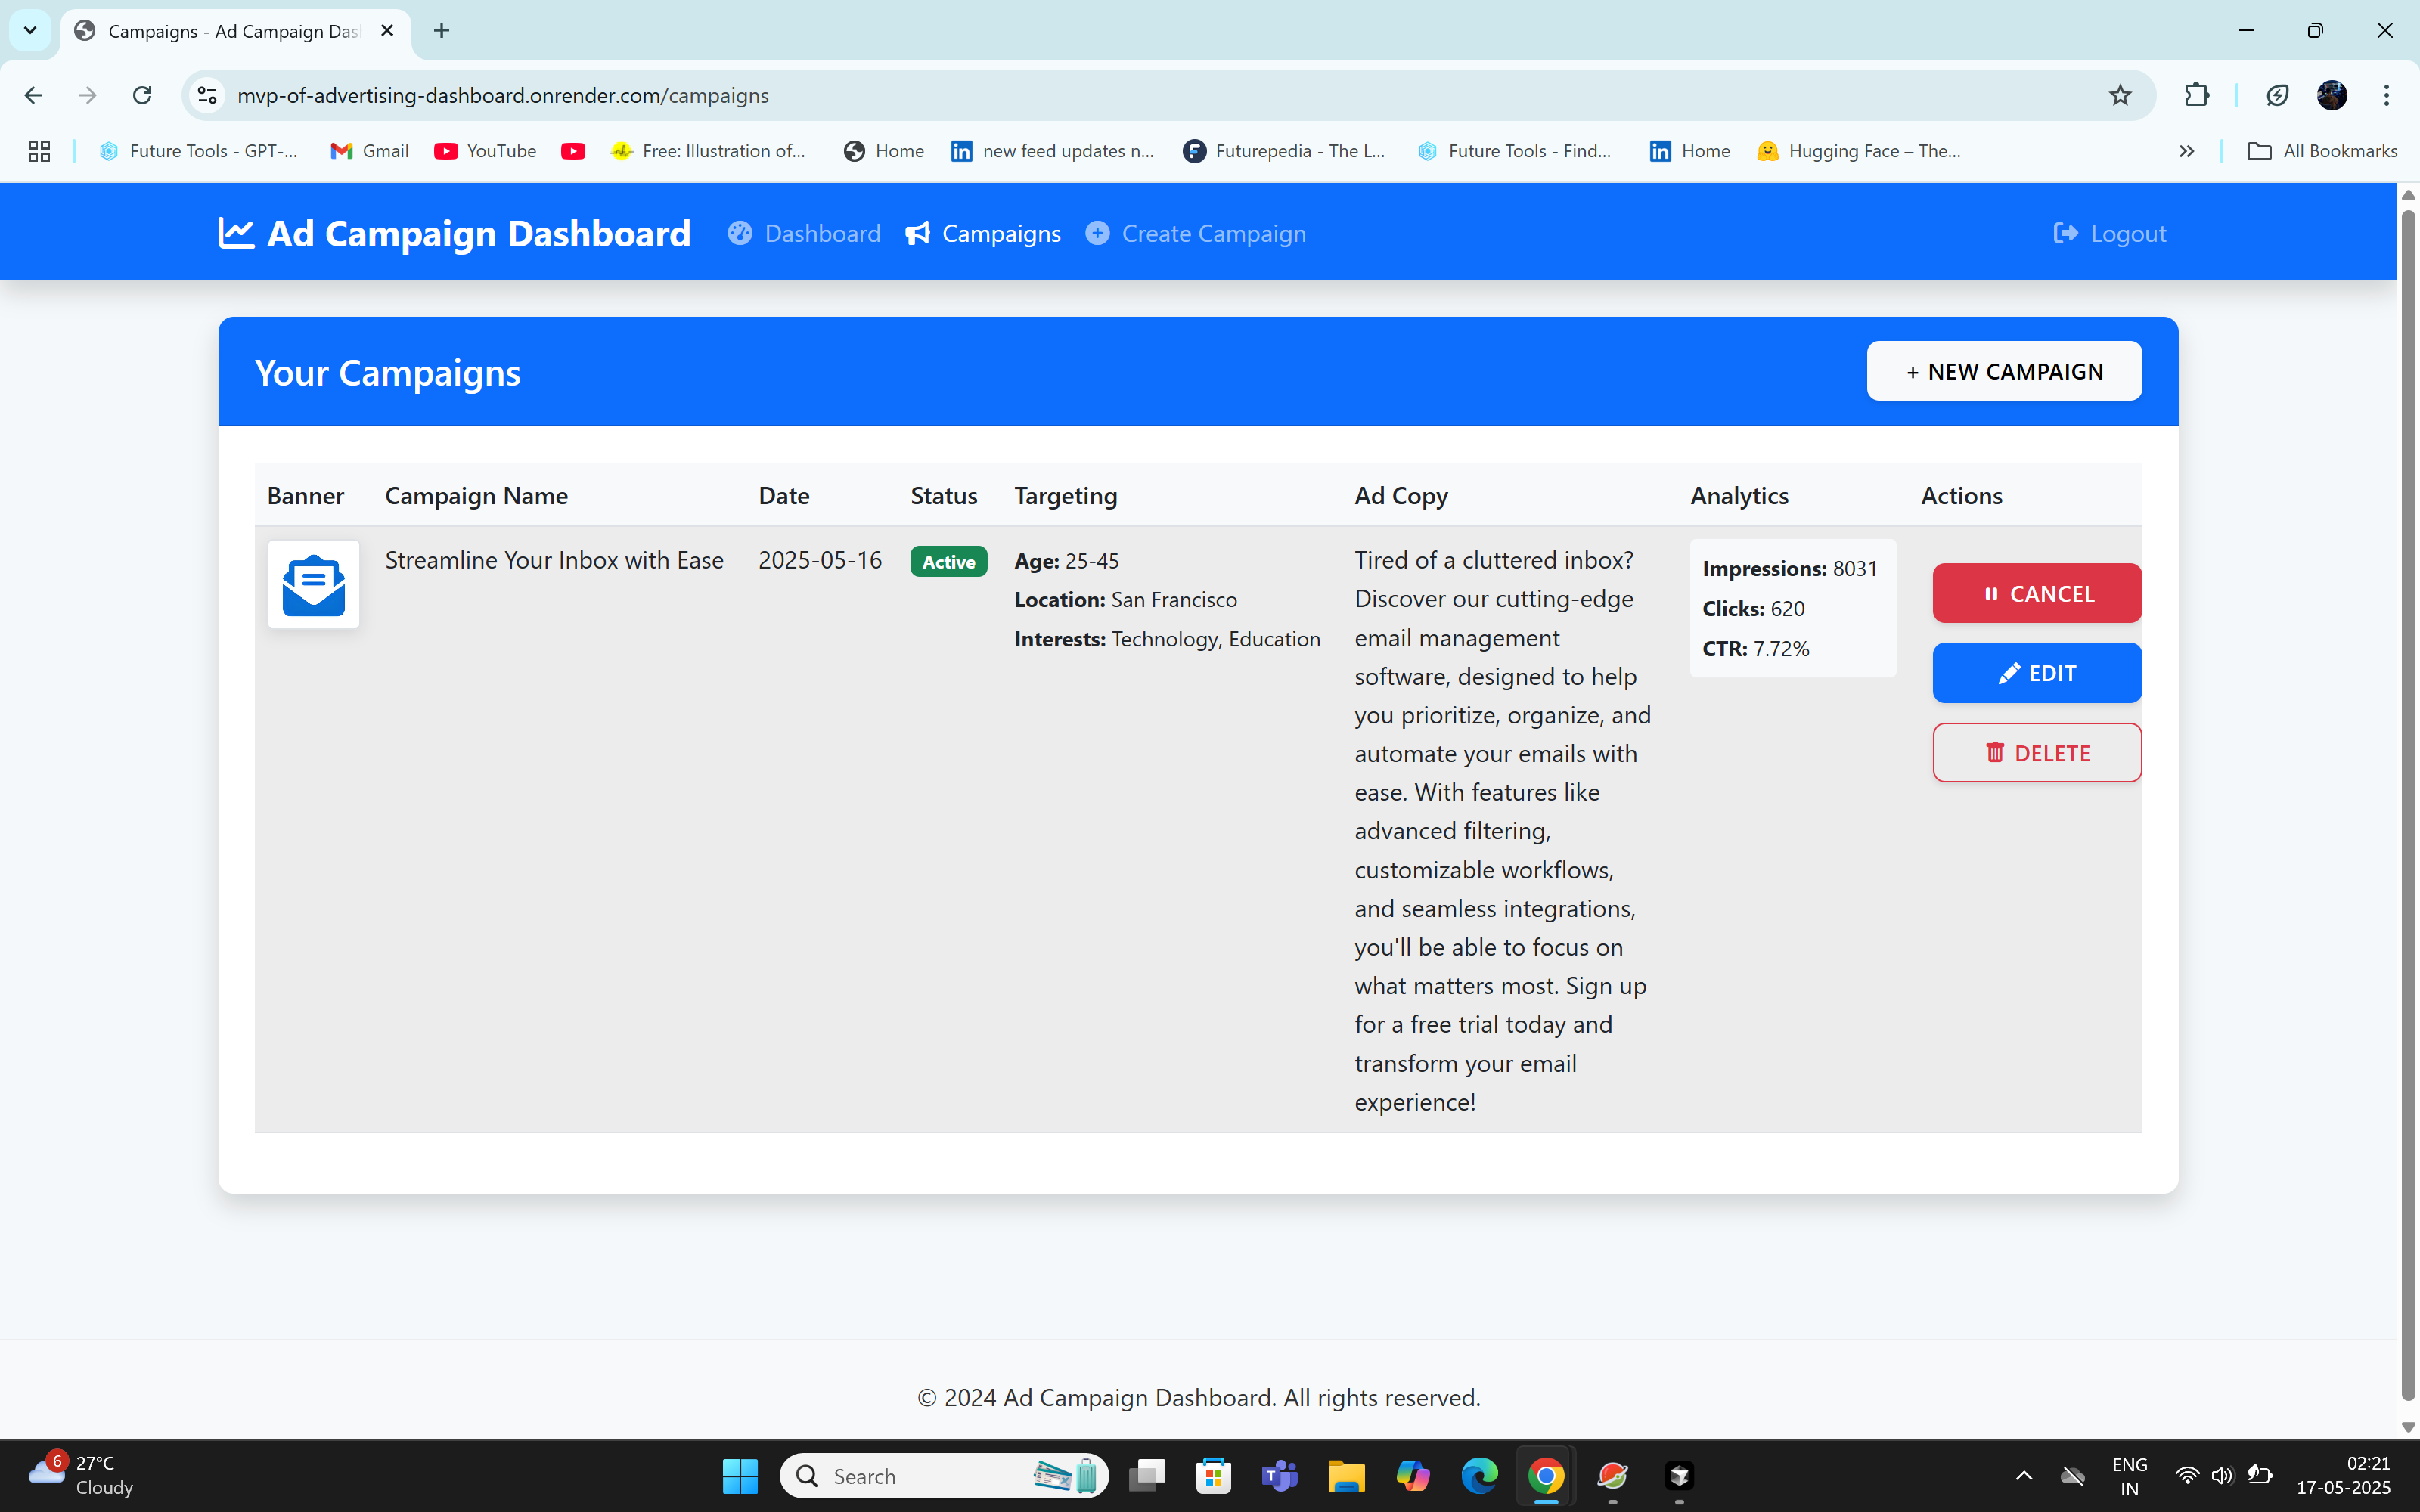 Campaigns - Ad Campaign Das
mvp-of-advertising-dashboard.onrender.com/campaigns
Future Tools - GPT-...
Gmail
YouTube
Free: Illustration of...
Home
new feed updates n...
Futurepedia - The L...
Future Tools - Find...
Home
Hugging Face – The...
All Bookmarks
Ad Campaign Dashboard
Dashboard
Campaigns
Create Campaign
Logout
Your Campaigns
+ NEW CAMPAIGN
Banner
Campaign Name
Date
Status
Targeting
Ad Copy
Analytics
Actions
Streamline Your Inbox with Ease
2025-05-16
Active
Age: 25-45
Location: San Francisco
Interests: Technology, Education
Tired of a cluttered inbox?
Discover our cutting-edge
email management
software, designed to help
you prioritize, organize, and
automate your emails with
ease. With features like
advanced filtering,
customizable workflows,
and seamless integrations,
you'll be able to focus on
what matters most. Sign up
for a free trial today and
transform your email
experience!
Impressions: 8031
Clicks: 620
CTR: 7.72%
CANCEL
EDIT
DELETE
© 2024 Ad Campaign Dashboard. All rights reserved.
6
27°C
Cloudy
Search
ENG
IN
02:21
17-05-2025